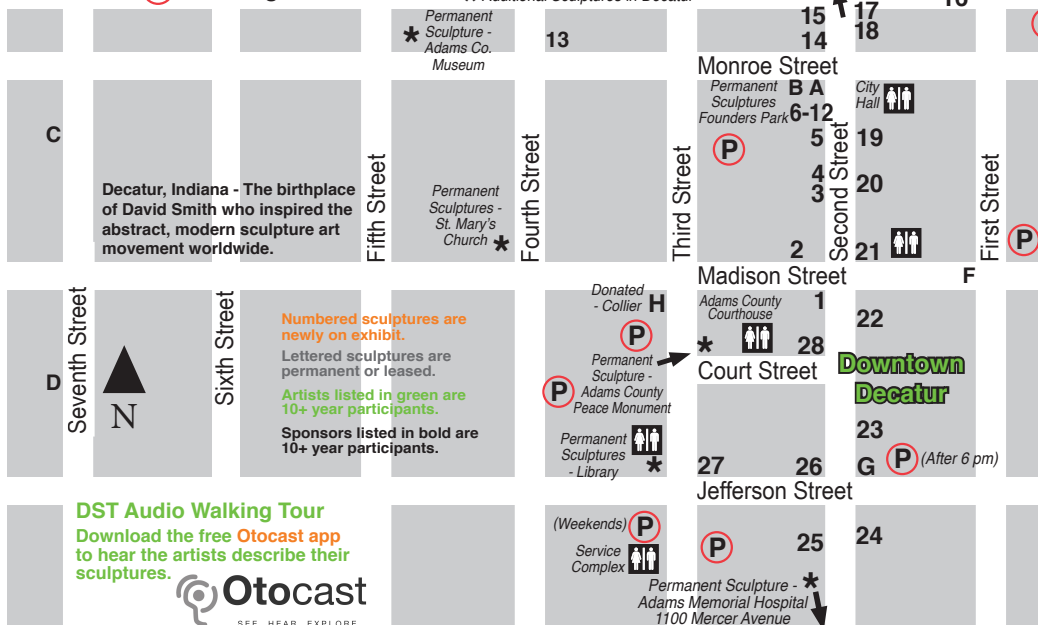 Permanent
Sculpture -
Adams Co.
Museum
*
13
15
14
17
18
Monroe Street
Permanent
Sculptures
Founders Park
B A
6-12
5
4
3
2
P
City
Hall
19
20
21
C
Decatur, Indiana - The birthplace
of David Smith who inspired the
abstract, modern sculpture art
movement worldwide.
Fifth Street
Permanent
Sculptures -
St. Mary's
Church *
Fourth Street
Third Street
Second Street
First Street
P
Madison Street
F
Seventh Street
Sixth Street
D
N
Numbered sculptures are
newly on exhibit.
Lettered sculptures are
permanent or leased.
Artists listed in green are
10+ year participants.
Sponsors listed in bold are
10+ year participants.
Donated
- Collier H
P
Permanent
Sculpture -
Adams County
Peace Monument
P
Permanent
Sculptures
- Library *
Adams County
Courthouse
*
1
28
Court Street
22
Downtown
Decatur
23
G P (After 6 pm)
27
26
Jefferson Street
DST Audio Walking Tour
Download the free Otocast app
to hear the artists describe their
sculptures.
Otocast
SEE HEAR EXPLORE
(Weekends) P
Service
Complex
P
25
24
Permanent Sculpture - *
Adams Memorial Hospital
1100 Mercer Avenue